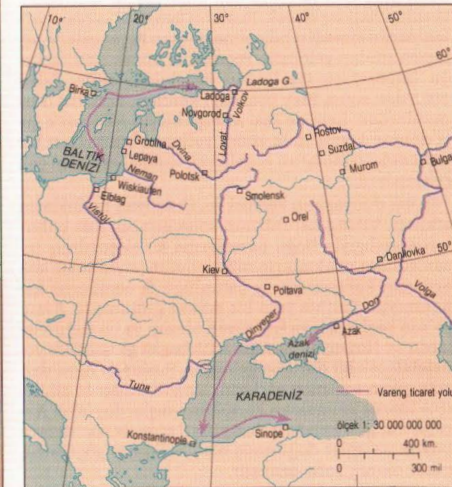 10°
20°
30°
40°
50°
60°
Birka
Ladoga G.
Ladoga
Volkov
Novgorod
Lovat
BALTIK
DENİZİ
Grobina
Lepaya
Neman
Wiskiauten
Elblag
Vistül
Dvina
Polotsk
Smolensk
Rostov
Suzdal
Murom
Bulga
Orel
50°
Dankovka
Kiev
Poltava
Volga
Don
Dinyeper
Azak
Azak
denizi
Tuna
KARADENİZ
Vareng ticaret yolu
Konstantinopis
Sinope
ölçek 1: 30 000 000 000
0 400 km.
0 300 mil